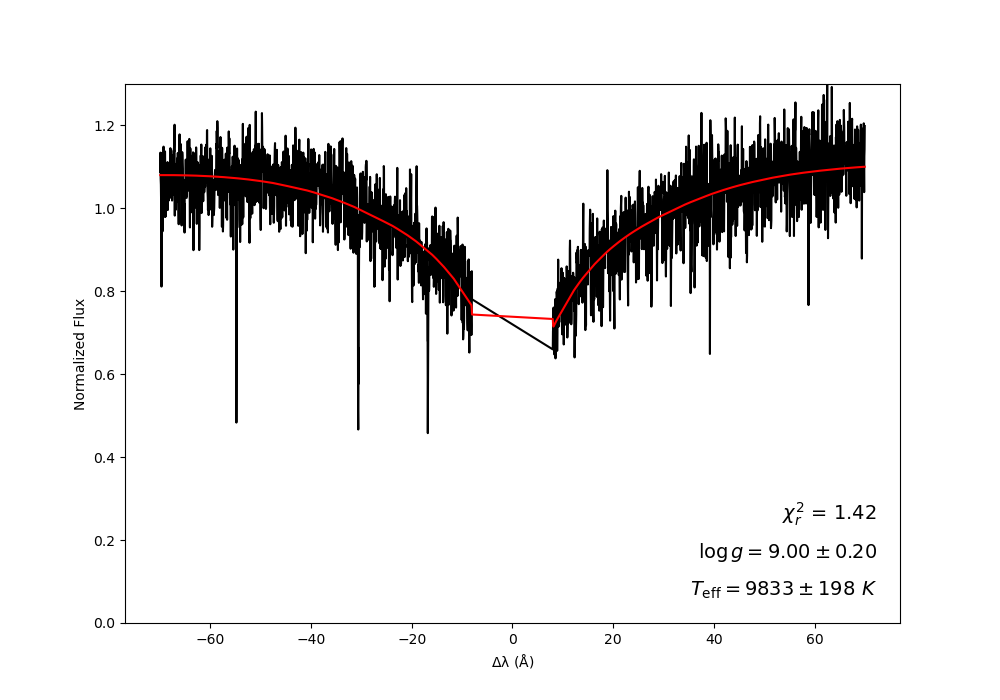 1.2
1.0
0.8
0.6
0.4
0.2
0.0
Normalized Flux
χ²ᵣ = 1.42
log g = 9.00 ± 0.20
T_eff = 9833 ± 198 K
−60 −40 −20 0 20 40 60
Δλ (Å)